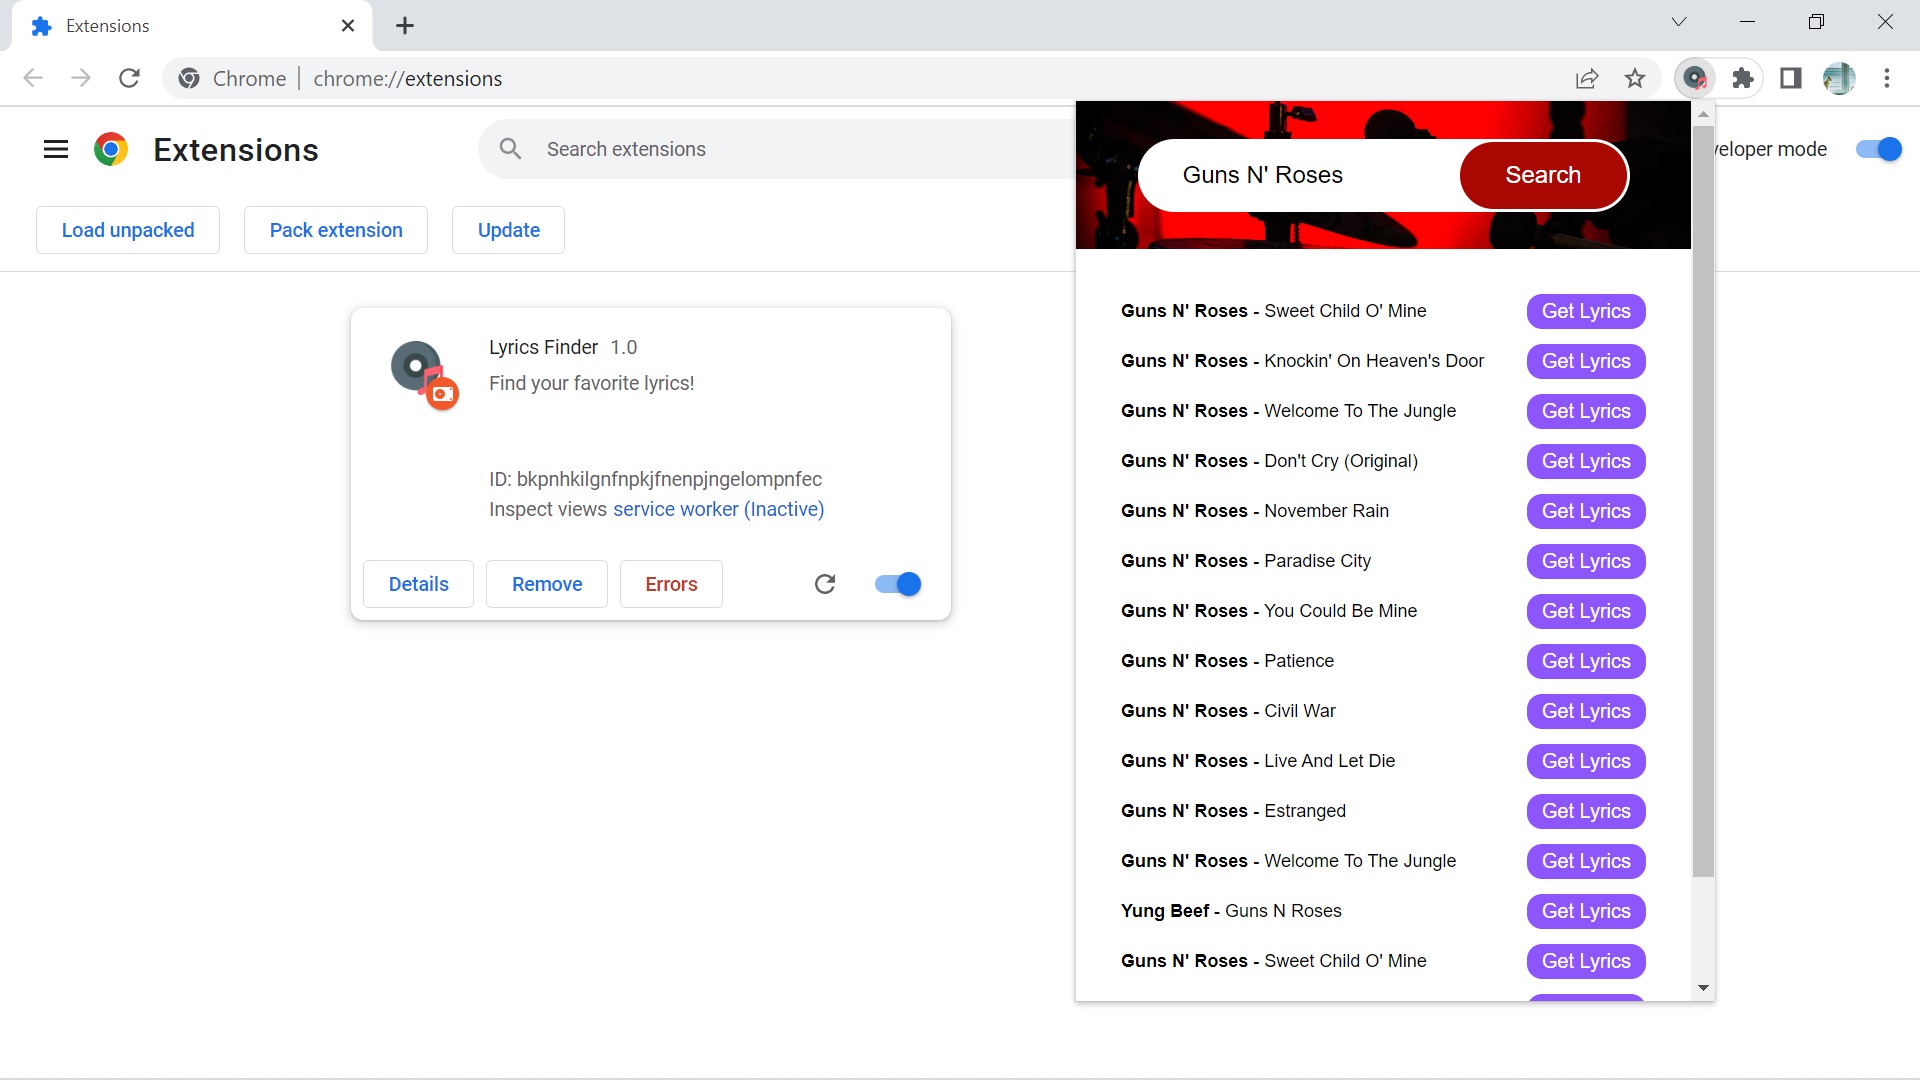 Extensions
Chrome chrome://extensions
Extensions
Search extensions
veloper mode
Load unpacked
Pack extension
Update
Lyrics Finder 1.0
Find your favorite lyrics!
ID: bkpnhkilgnfnpkjfnenpjngelompnfec
Inspect views service worker (Inactive)
Details
Remove
Errors
Guns N' Roses Search
Guns N' Roses - Sweet Child O' Mine Get Lyrics
Guns N' Roses - Knockin' On Heaven's Door Get Lyrics
Guns N' Roses - Welcome To The Jungle Get Lyrics
Guns N' Roses - Don't Cry (Original) Get Lyrics
Guns N' Roses - November Rain Get Lyrics
Guns N' Roses - Paradise City Get Lyrics
Guns N' Roses - You Could Be Mine Get Lyrics
Guns N' Roses - Patience Get Lyrics
Guns N' Roses - Civil War Get Lyrics
Guns N' Roses - Live And Let Die Get Lyrics
Guns N' Roses - Estranged Get Lyrics
Guns N' Roses - Welcome To The Jungle Get Lyrics
Yung Beef - Guns N Roses Get Lyrics
Guns N' Roses - Sweet Child O' Mine Get Lyrics